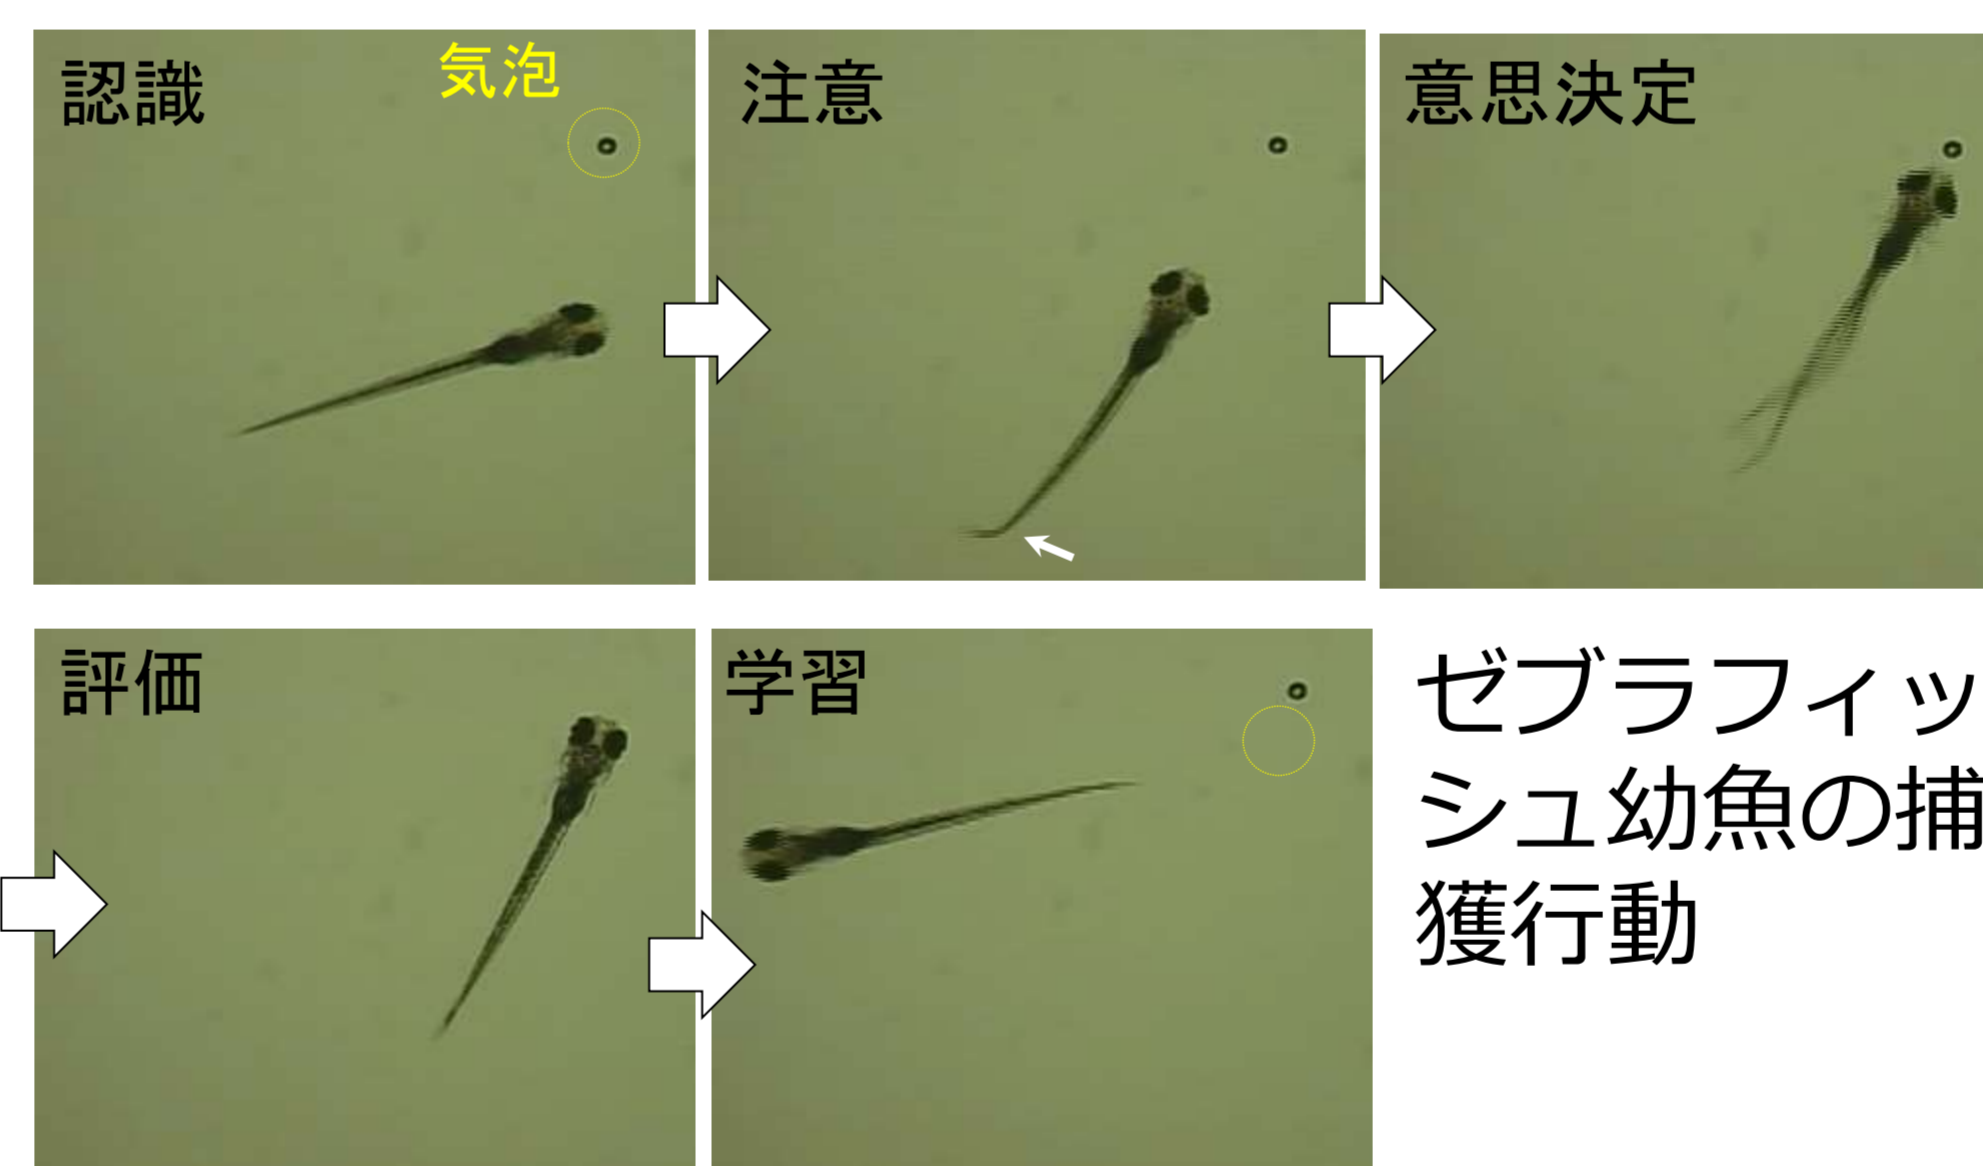 認識
気泡
注意
意思決定
評価
学習
ゼブラフィッ
シュ幼魚の捕
獲行動